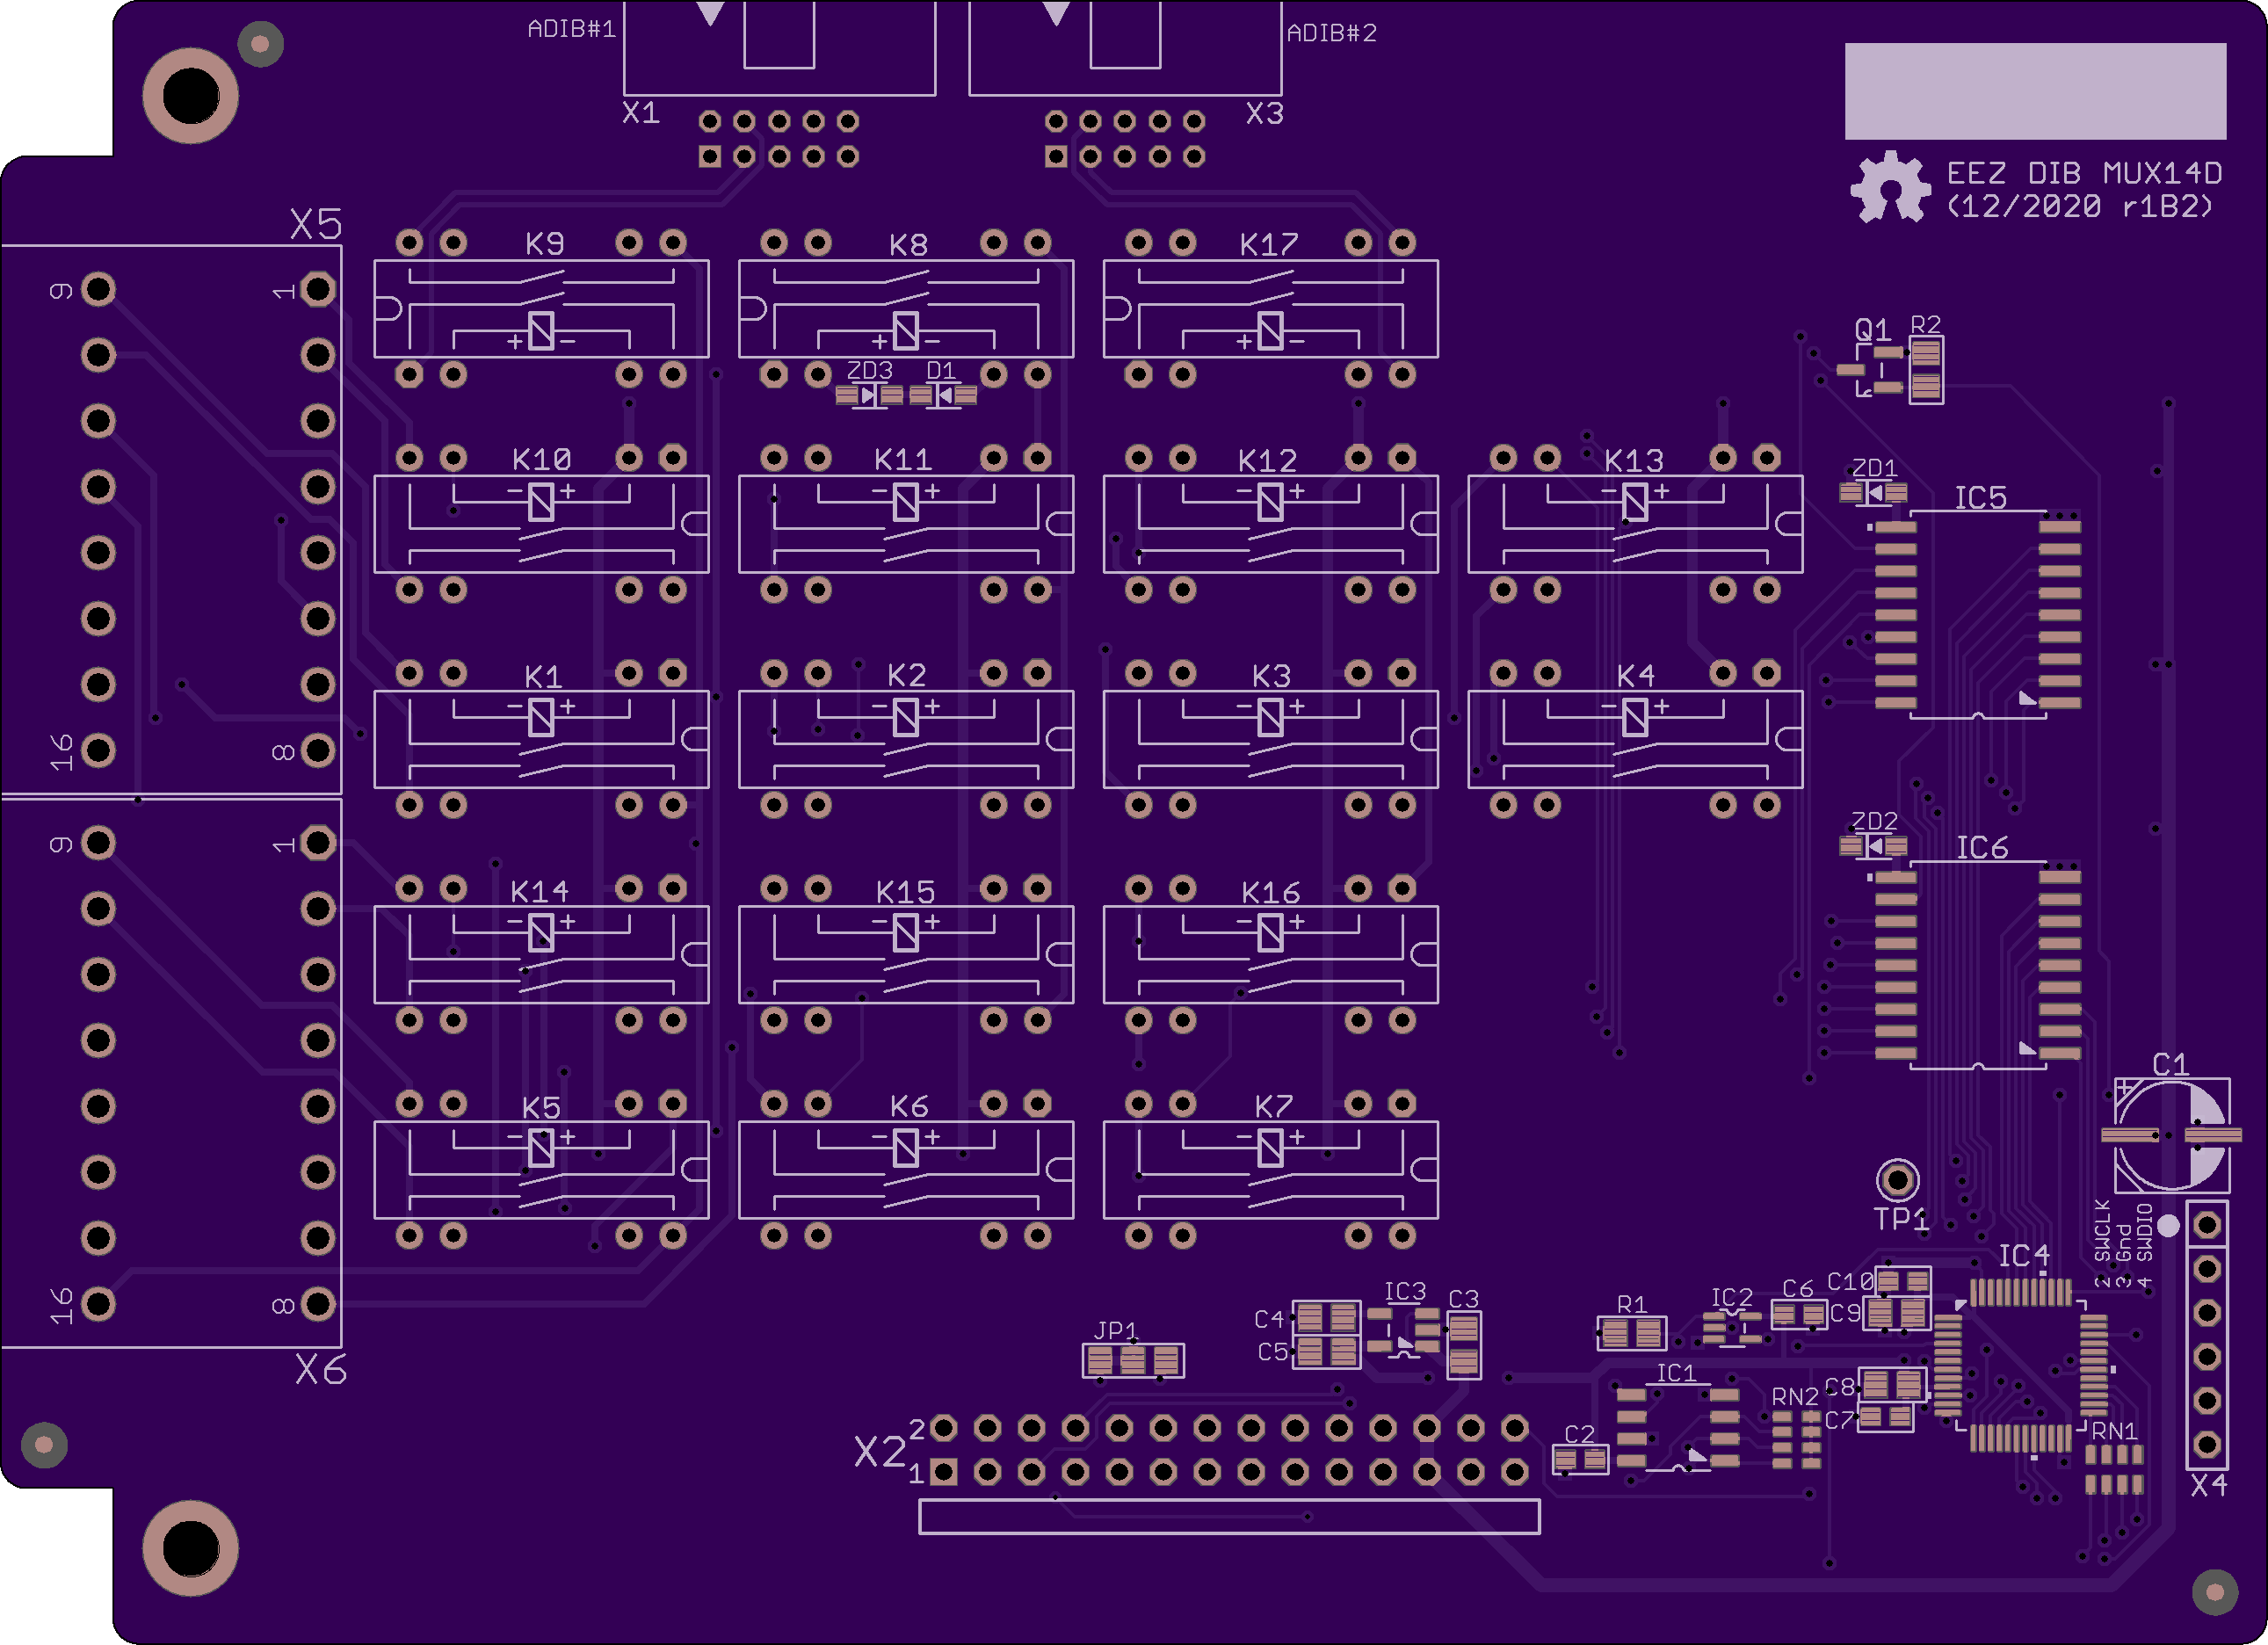 ADIB#1
ADIB#2
X1
X3
EEZ DIB MUX14D
(12/2020 r1B2)
X5
K9
K8
K17
9
1
+ -
+ -
+ -
Q1
R2
ZD3
D1
K10
K11
K12
K13
ZD1
- +
- +
- +
- +
IC5
K1
K2
K3
K4
- +
- +
- +
- +
16
8
ZD2
9
1
IC6
K14
K15
K16
- +
- +
- +
C1
+
K5
K6
K7
- +
- +
- +
TP1
2 SWCLK
3 Gnd
4 SWDIO
IC4
16
8
X6
JP1
C4
C5
IC3
C3
R1
IC2
C6
C10
C9
IC1
RN2
C8
C7
C2
RN1
X4
X2
2
1